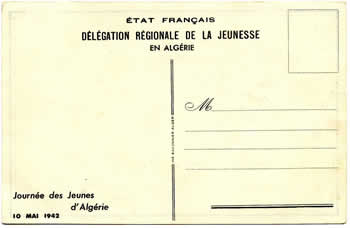 ÉTAT FRANÇAIS
DÉLÉGATION RÉGIONALE DE LA JEUNESSE
EN ALGÉRIE
M
Journée des Jeunes
d'Algérie
10 MAI 1942